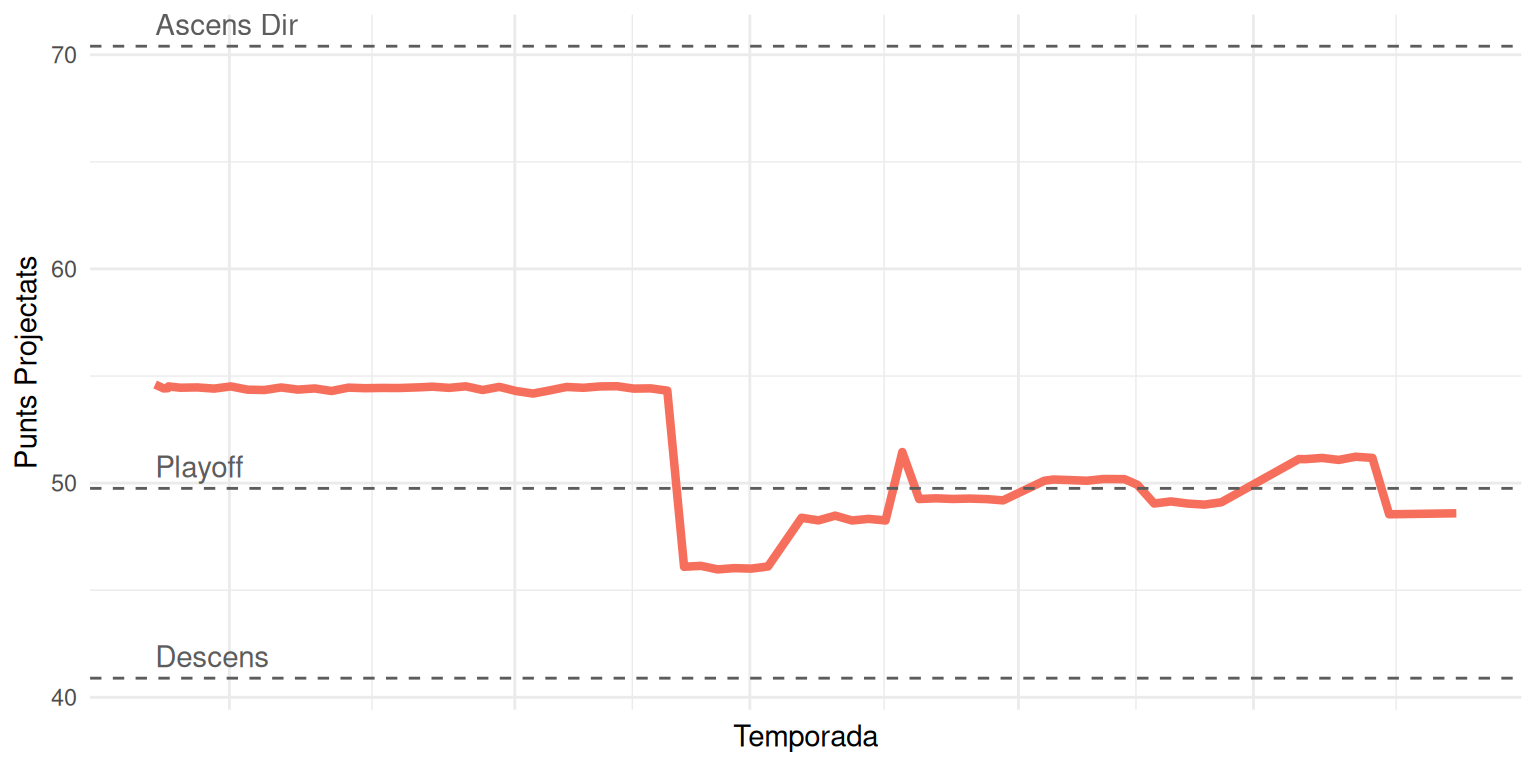 Ascens Dir
70
60
Punts Projectats
Playoff
50
Descens
40
Temporada